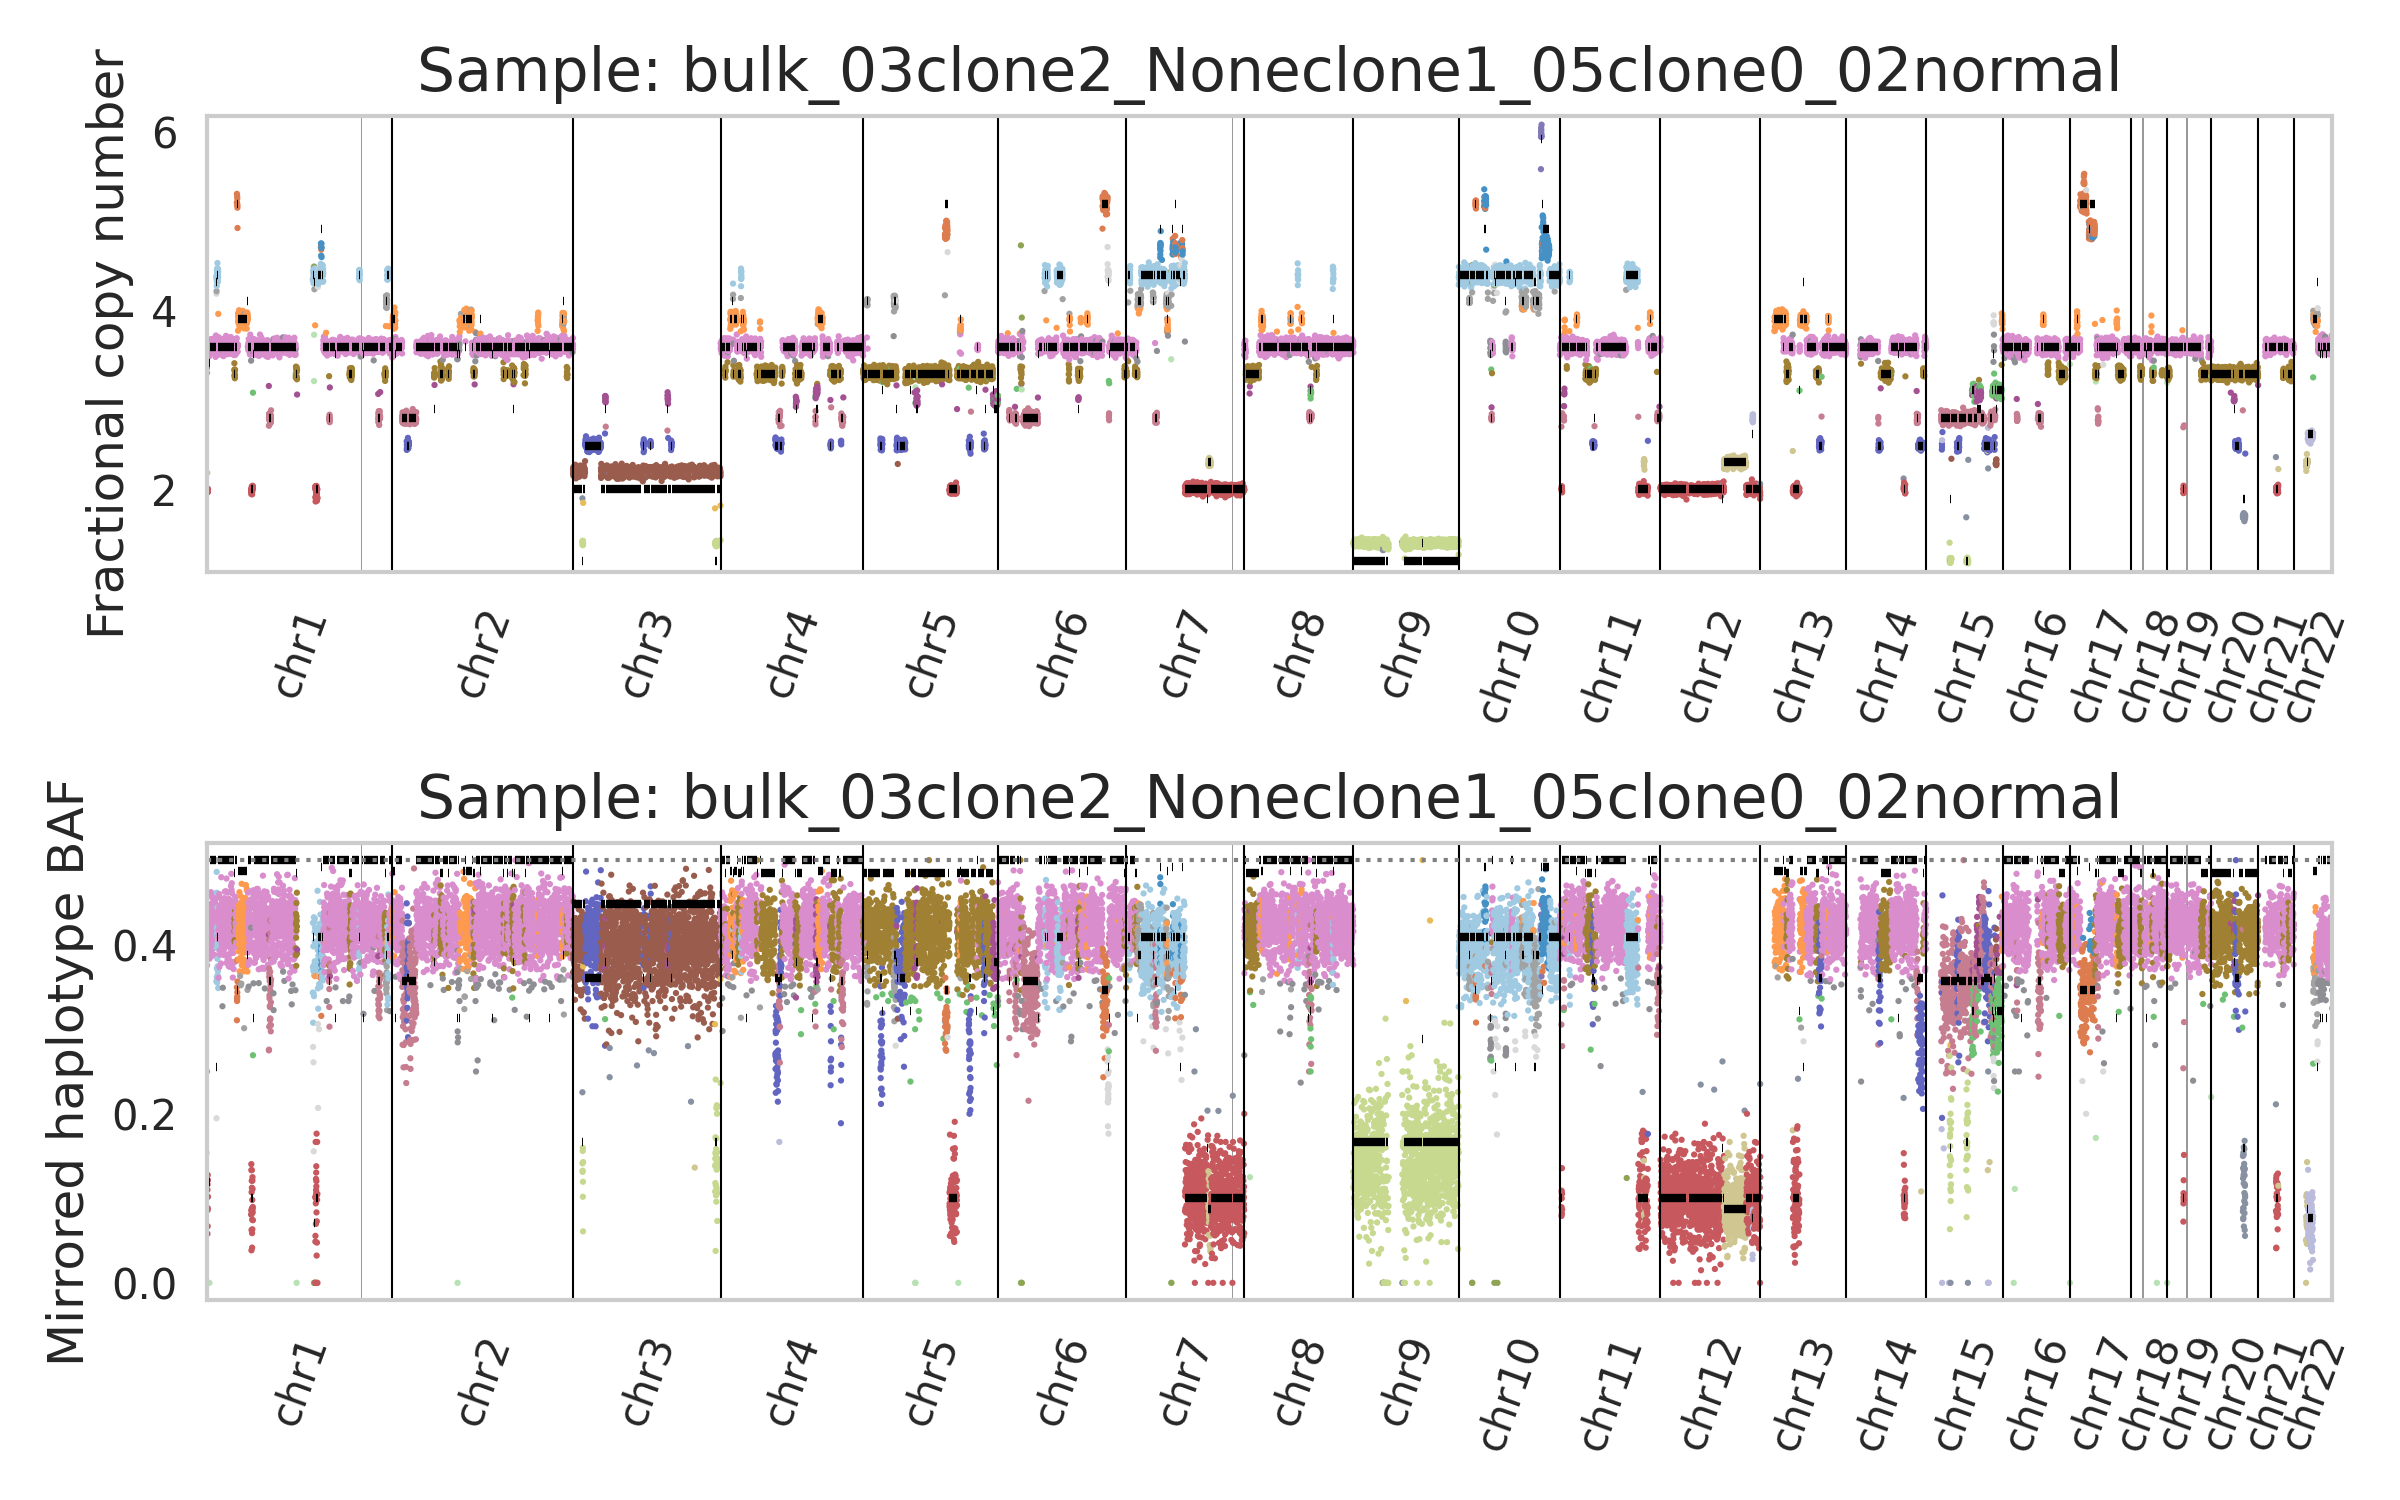 Sample: bulk_03clone2_Noneclone1_05clone0_02normal
Fractional copy number
6
4
2
chr1 chr2 chr3 chr4 chr5 chr6 chr7 chr8 chr9 chr10 chr11 chr12 chr13 chr14 chr15 chr16 chr17 chr18 chr19 chr20 chr21 chr22
Sample: bulk_03clone2_Noneclone1_05clone0_02normal
Mirrored haplotype BAF
0.4
0.2
0.0
chr1 chr2 chr3 chr4 chr5 chr6 chr7 chr8 chr9 chr10 chr11 chr12 chr13 chr14 chr15 chr16 chr17 chr18 chr19 chr20 chr21 chr22